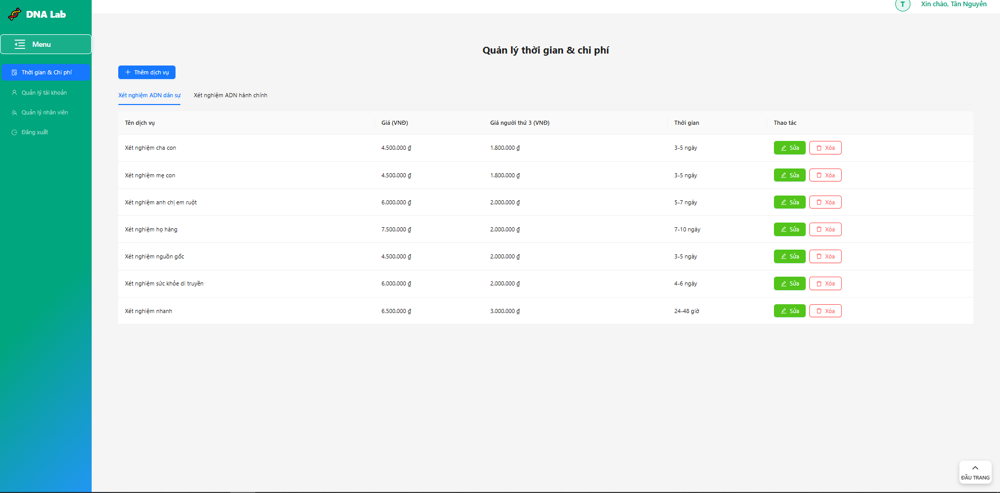 DNA Lab
T Xin chào, Tân Nguyên
Menu
Thời gian & Chi phí
Quản lý tài khoản
Quản lý nhân viên
Đăng xuất
Quản lý thời gian & chi phí
+ Thêm dịch vụ
Xét nghiệm ADN dân sự Xét nghiệm ADN hành chính
Tên dịch vụ Giá (VNĐ) Giá người thứ 3 (VNĐ) Thời gian Thao tác
Xét nghiệm cha con 4.500.000 ₫ 1.800.000 ₫ 3-5 ngày Sửa Xóa
Xét nghiệm mẹ con 4.500.000 ₫ 1.800.000 ₫ 3-5 ngày Sửa Xóa
Xét nghiệm anh chị em ruột 6.000.000 ₫ 2.000.000 ₫ 5-7 ngày Sửa Xóa
Xét nghiệm họ hàng 7.500.000 ₫ 2.000.000 ₫ 7-10 ngày Sửa Xóa
Xét nghiệm nguồn gốc 4.500.000 ₫ 2.000.000 ₫ 3-5 ngày Sửa Xóa
Xét nghiệm sức khỏe di truyền 6.000.000 ₫ 2.000.000 ₫ 4-6 ngày Sửa Xóa
Xét nghiệm nhanh 6.500.000 ₫ 3.000.000 ₫ 24-48 giờ Sửa Xóa
ĐẦU TRANG